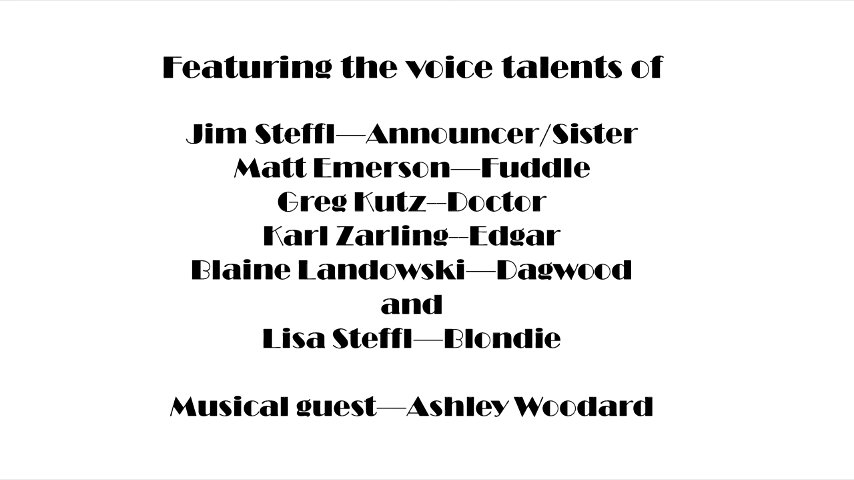 Featuring the voice talents of
Jim Steffl—Announcer/Sister
Matt Emerson—Fuddle
Greg Kutz--Doctor
Karl Zarling--Edgar
Blaine Landowski—Dagwood
and
Lisa Steffl—Blondie
Musical guest—Ashley Woodard